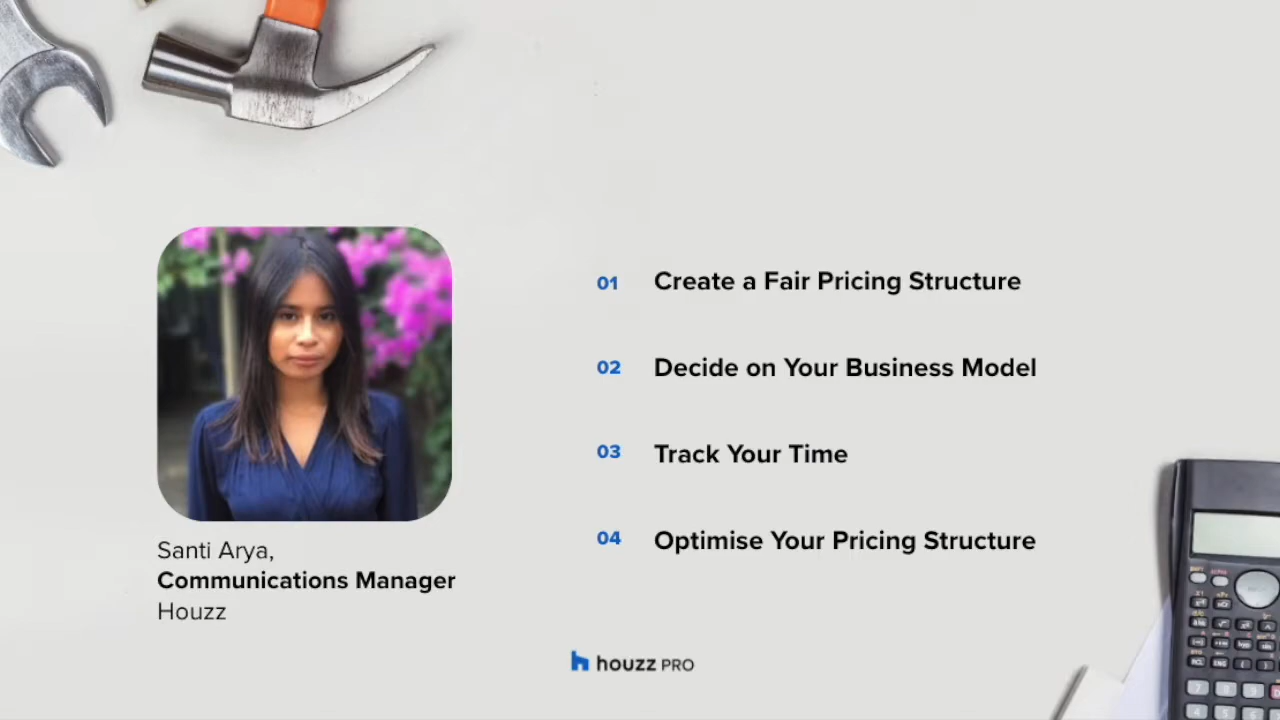 01 Create a Fair Pricing Structure
02 Decide on Your Business Model
03 Track Your Time
04 Optimise Your Pricing Structure
Santi Arya,
Communications Manager
Houzz
houzz PRO